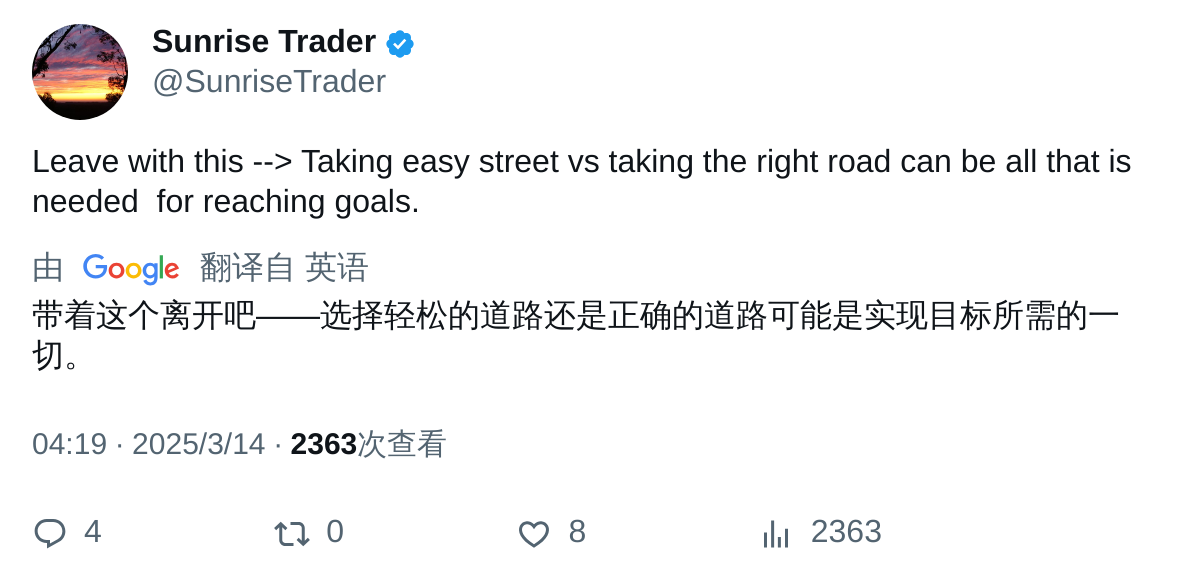 Sunrise Trader
@SunriseTrader
Leave with this --> Taking easy street vs taking the right road can be all that is
needed  for reaching goals.
由 Google 翻译自 英语
带着这个离开吧——选择轻松的道路还是正确的道路可能是实现目标所需的一
切。
04:19 · 2025/3/14 · 2363次查看
4 0 8 2363